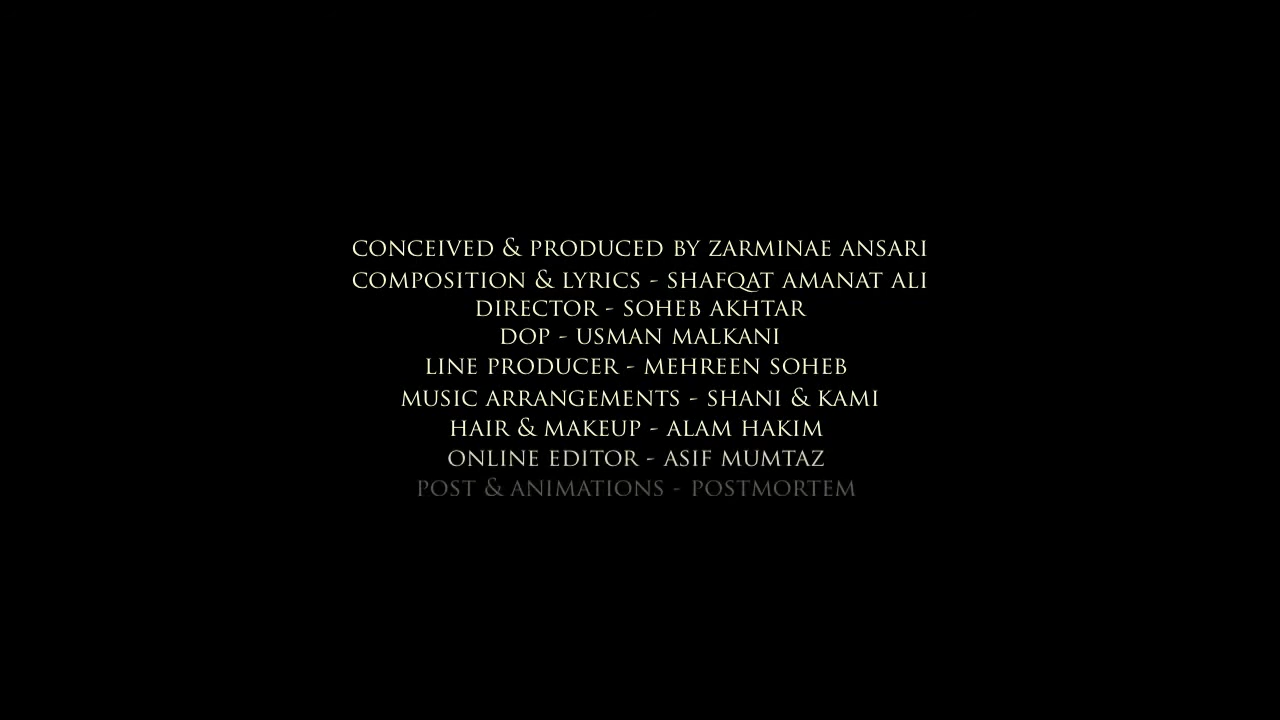 CONCEIVED & PRODUCED BY ZARMINAE ANSARI
COMPOSITION & LYRICS - SHAFQAT AMANAT ALI
DIRECTOR - SOHEB AKHTAR
DOP - USMAN MALKANI
LINE PRODUCER - MEHREEN SOHEB
MUSIC ARRANGEMENTS - SHANI & KAMI
HAIR & MAKEUP - ALAM HAKIM
ONLINE EDITOR - ASIF MUMTAZ
POST & ANIMATIONS - POSTMORTEM